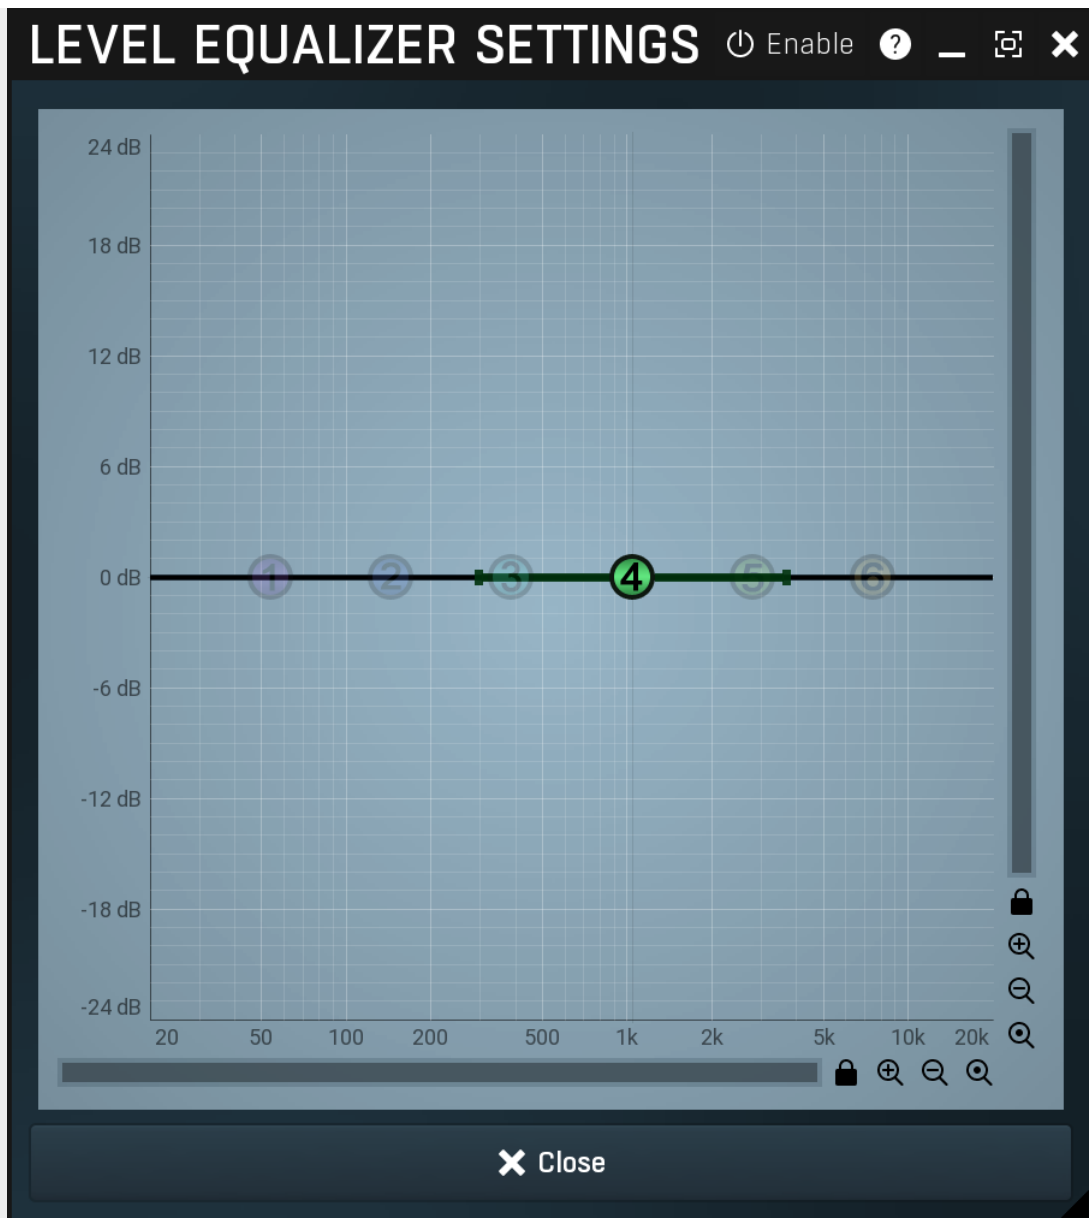 LEVEL EQUALIZER SETTINGS Enable ?
24 dB
18 dB
12 dB
6 dB
0 dB 1 2 3 4 5 6
-6 dB
-12 dB
-18 dB
-24 dB
20 50 100 200 500 1k 2k 5k 10k 20k
Close